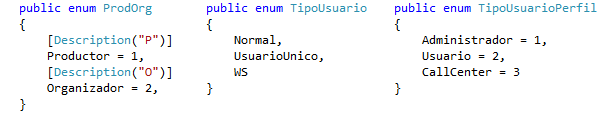 public enum ProdOrg
{
    [Description("P")]
    Productor = 1,
    [Description("O")]
    Organizador = 2,
}
public enum TipoUsuario
{
    Normal,
    UsuarioUnico,
    WS
}
public enum TipoUsuarioPerfil
{
    Administrador = 1,
    Usuario = 2,
    CallCenter = 3
}